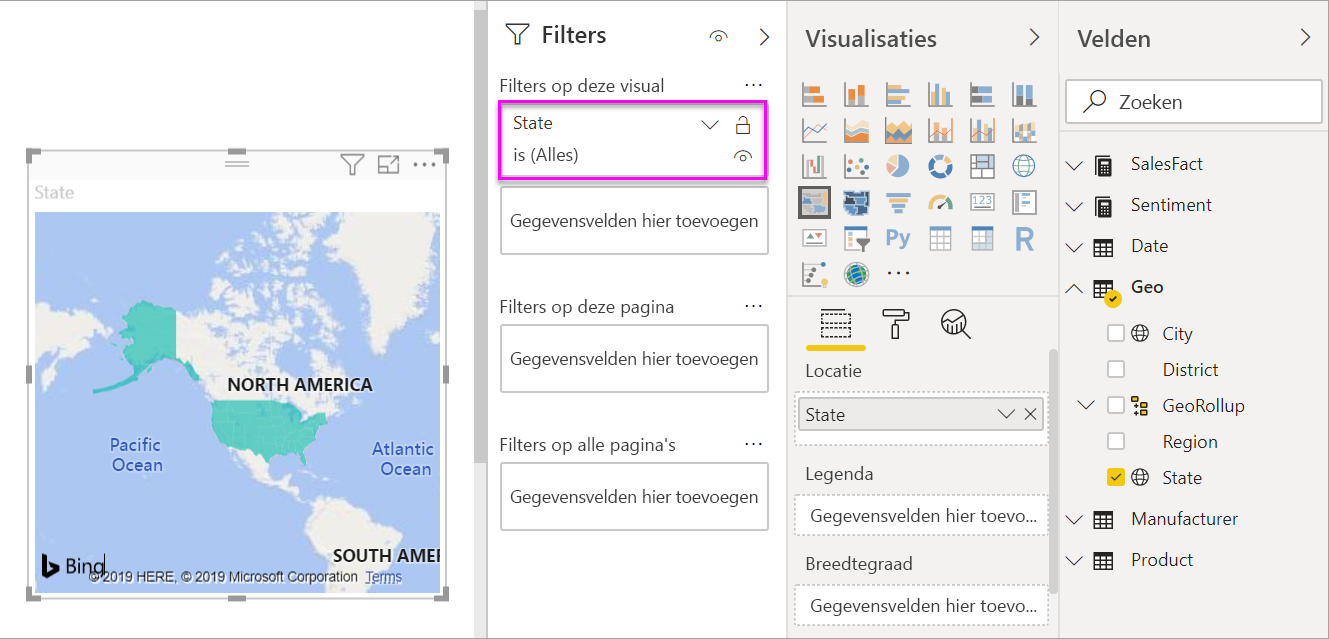 State
NORTH AMERICA
Pacific
Ocean
Atlantic
Ocean
SOUTH AMER
Bing
© 2019 HERE, © 2019 Microsoft Corporation Terms
Filters
Filters op deze visual
...
State
is (Alles)
Gegevensvelden hier toevoegen
Filters op deze pagina
...
Gegevensvelden hier toevoegen
Filters op alle pagina's
...
Gegevensvelden hier toevoegen
Visualisaties
123
Py
R
...
Locatie
State
Legenda
Gegevensvelden hier toevo...
Breedtegraad
Gegevensvelden hier toevo...
Velden
Zoeken
SalesFact
Sentiment
Date
Geo
City
District
GeoRollup
Region
State
Manufacturer
Product